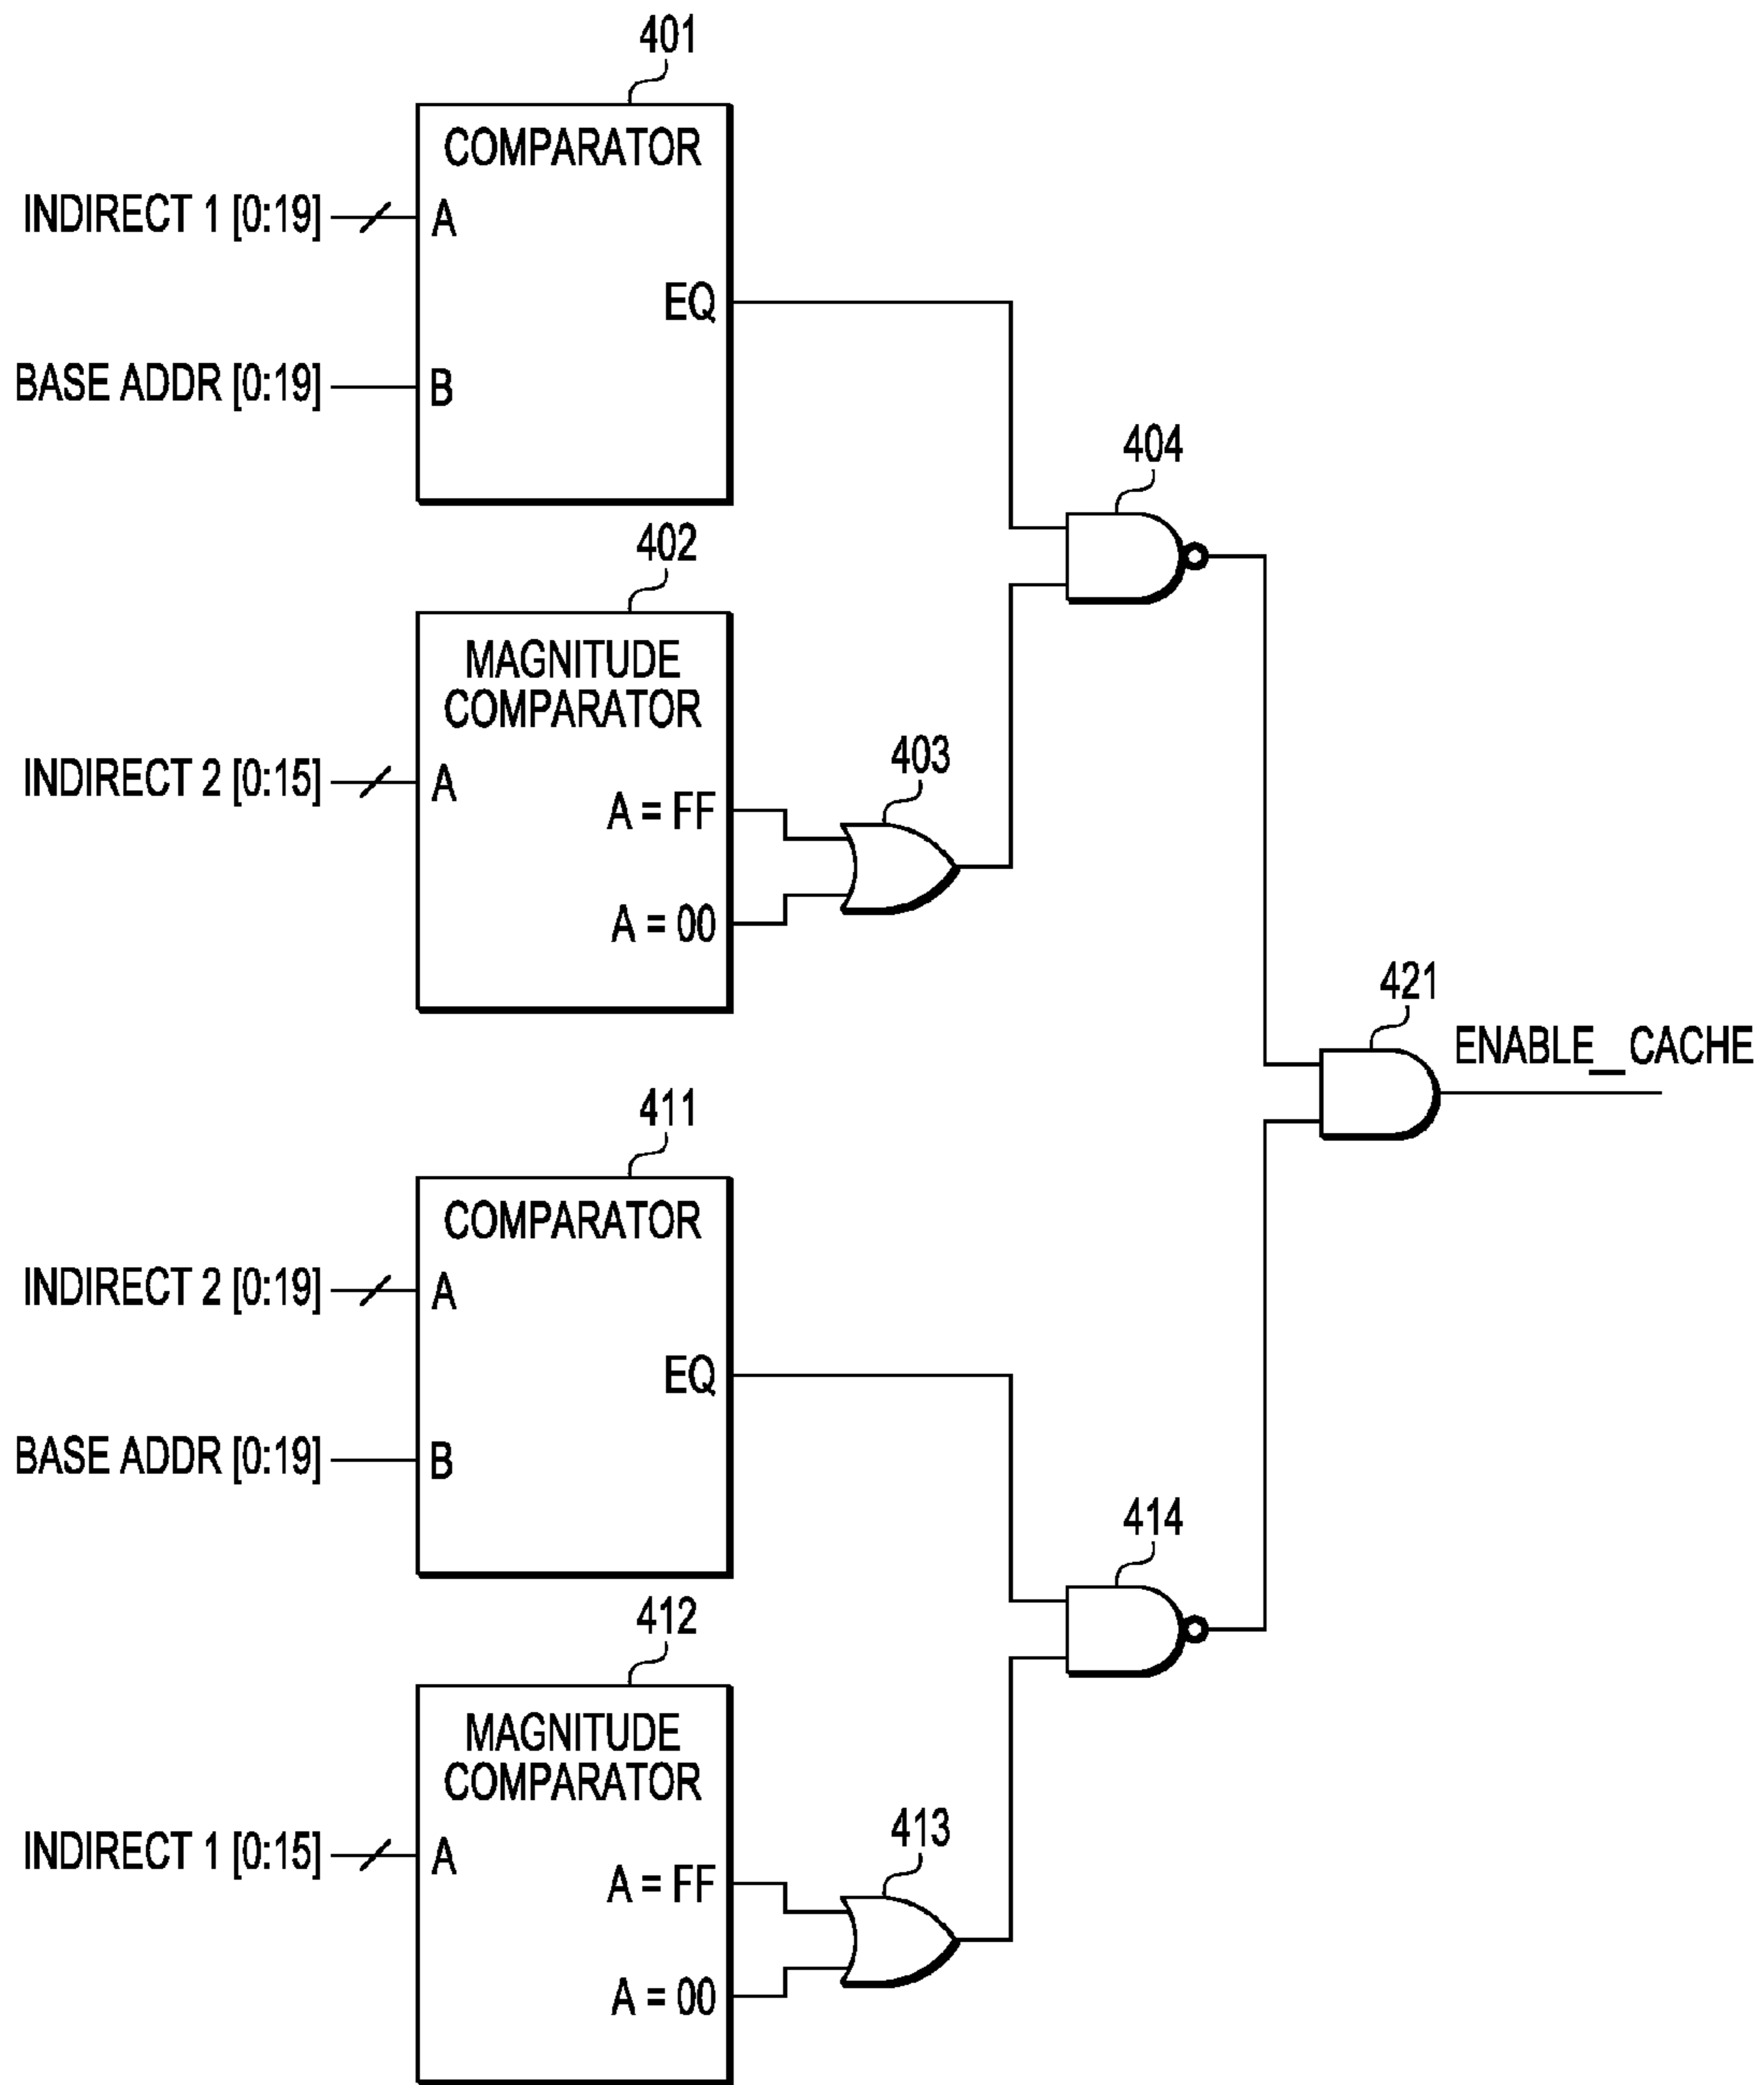 401
COMPARATOR
INDIRECT 1 [0:19]
A
EQ
BASE ADDR [0:19]
B
404
402
MAGNITUDE
COMPARATOR
INDIRECT 2 [0:15]
A
403
A = FF
A = 00
421
ENABLE_CACHE
411
COMPARATOR
INDIRECT 2 [0:19]
A
EQ
BASE ADDR [0:19]
B
414
412
MAGNITUDE
COMPARATOR
INDIRECT 1 [0:15]
A
413
A = FF
A = 00